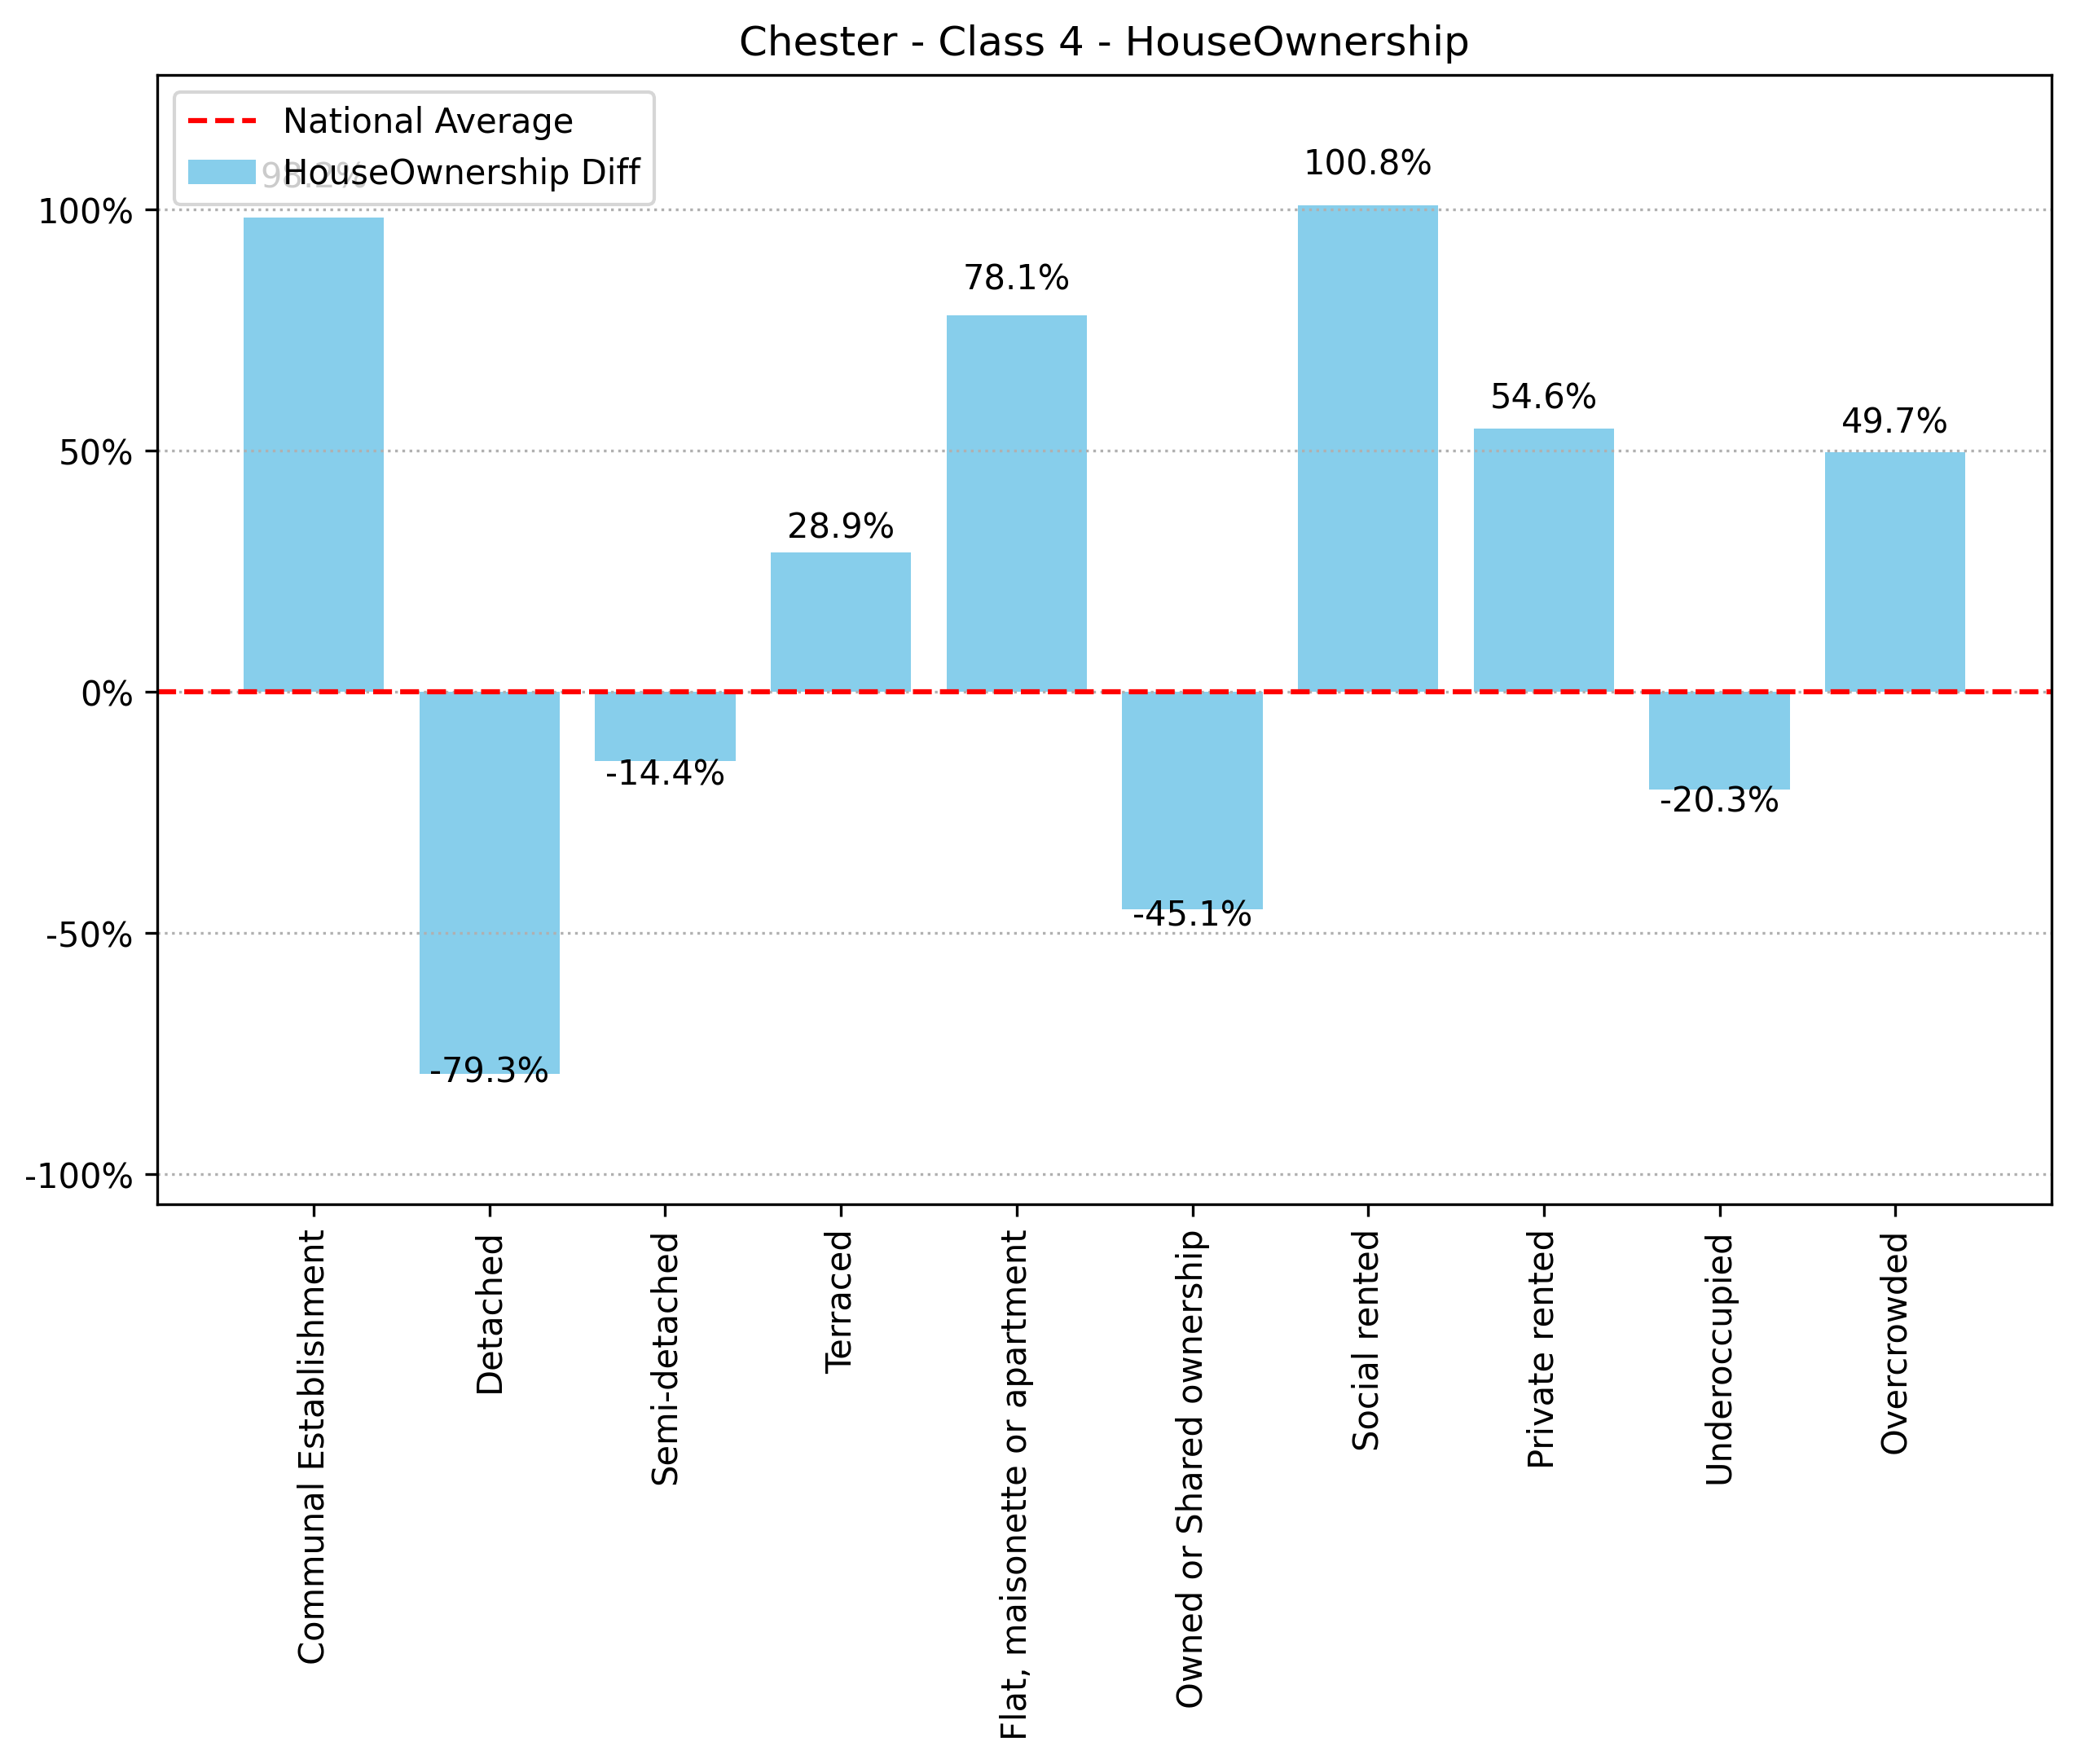 Chester - Class 4 - HouseOwnership
National Average
HouseOwnership Diff
98.2%
100.8%
78.1%
54.6%
49.7%
28.9%
-14.4%
-20.3%
-45.1%
-79.3%
100%
50%
0%
-50%
-100%
Communal Establishment
Detached
Semi-detached
Terraced
Flat, maisonette or apartment
Owned or Shared ownership
Social rented
Private rented
Underoccupied
Overcrowded